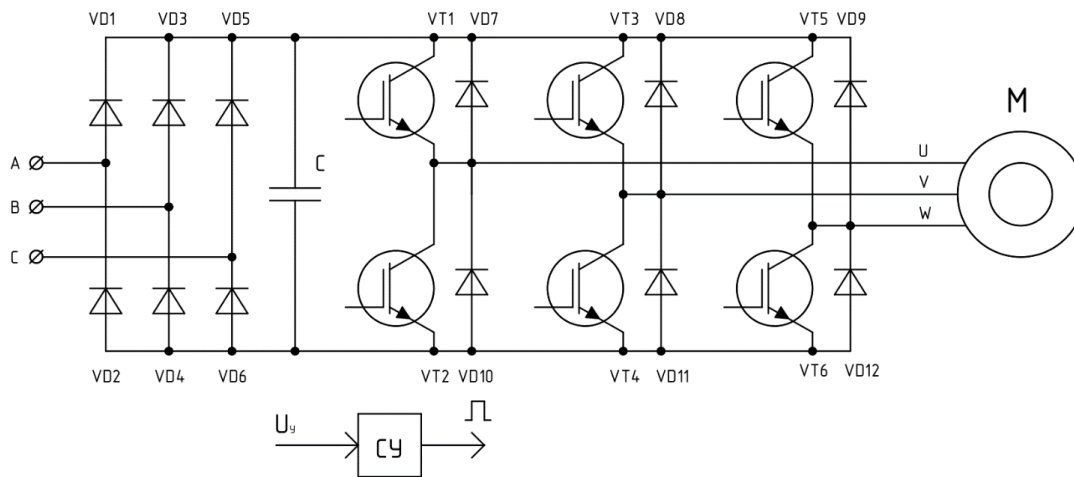 VD1 VD3 VD5 VT1 VD7 VT3 VD8 VT5 VD9
M
A
C
U
V
B
W
C
VD2 VD4 VD6 VT2 VD10 VT4 VD11 VT6 VD12
Uу
СУ